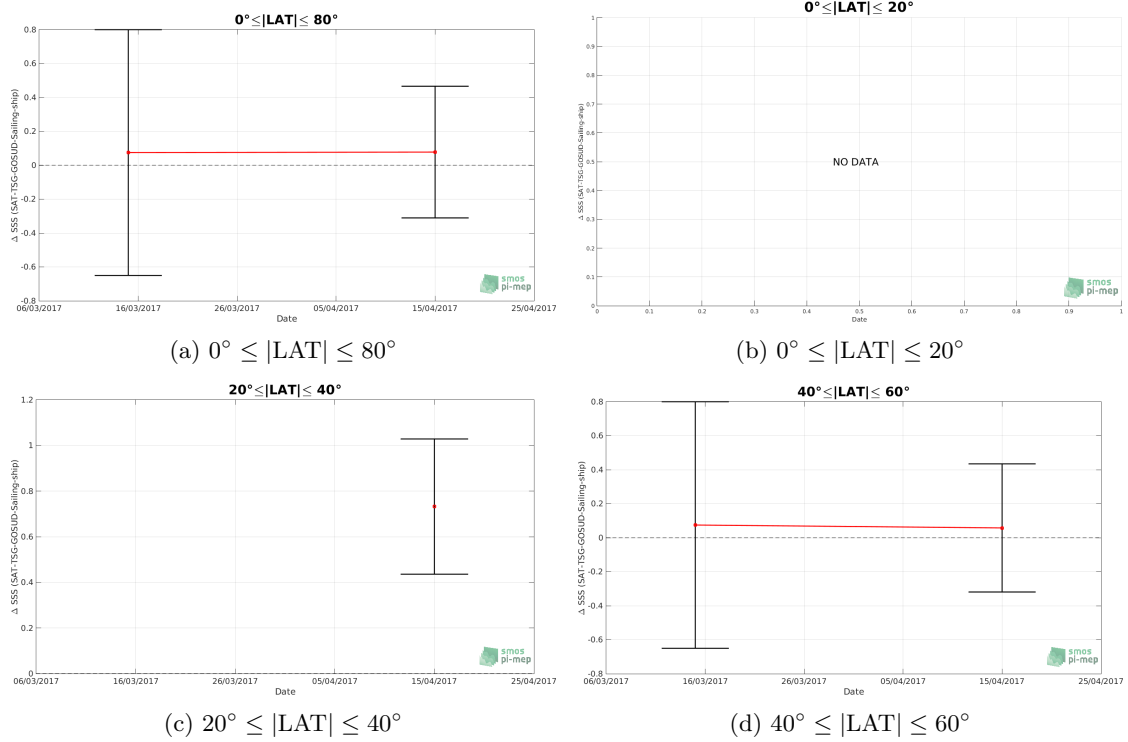 0°≤|LAT|≤ 80°
Δ SSS (SAT-TSG-GOSUD-Sailing-ship)
0.8
0.6
0.4
0.2
0
-0.2
-0.4
-0.6
-0.8
06/03/2017 16/03/2017 26/03/2017 05/04/2017 15/04/2017 25/04/2017
Date
smos
pi-mep
(a) 0° ≤ |LAT| ≤ 80°
0°≤|LAT|≤ 20°
Δ SSS (SAT-TSG-GOSUD-Sailing-ship)
1
0.9
0.8
0.7
0.6
0.5
0.4
0.3
0.2
0.1
0
NO DATA
0 0.1 0.2 0.3 0.4 0.5 0.6 0.7 0.8 0.9 1
Date
smos
pi-mep
(b) 0° ≤ |LAT| ≤ 20°
20°≤|LAT|≤ 40°
Δ SSS (SAT-TSG-GOSUD-Sailing-ship)
1.2
1
0.8
0.6
0.4
0.2
0
06/03/2017 16/03/2017 26/03/2017 05/04/2017 15/04/2017 25/04/2017
Date
smos
pi-mep
(c) 20° ≤ |LAT| ≤ 40°
40°≤|LAT|≤ 60°
Δ SSS (SAT-TSG-GOSUD-Sailing-ship)
0.8
0.6
0.4
0.2
0
-0.2
-0.4
-0.6
-0.8
06/03/2017 16/03/2017 26/03/2017 05/04/2017 15/04/2017 25/04/2017
Date
smos
pi-mep
(d) 40° ≤ |LAT| ≤ 60°